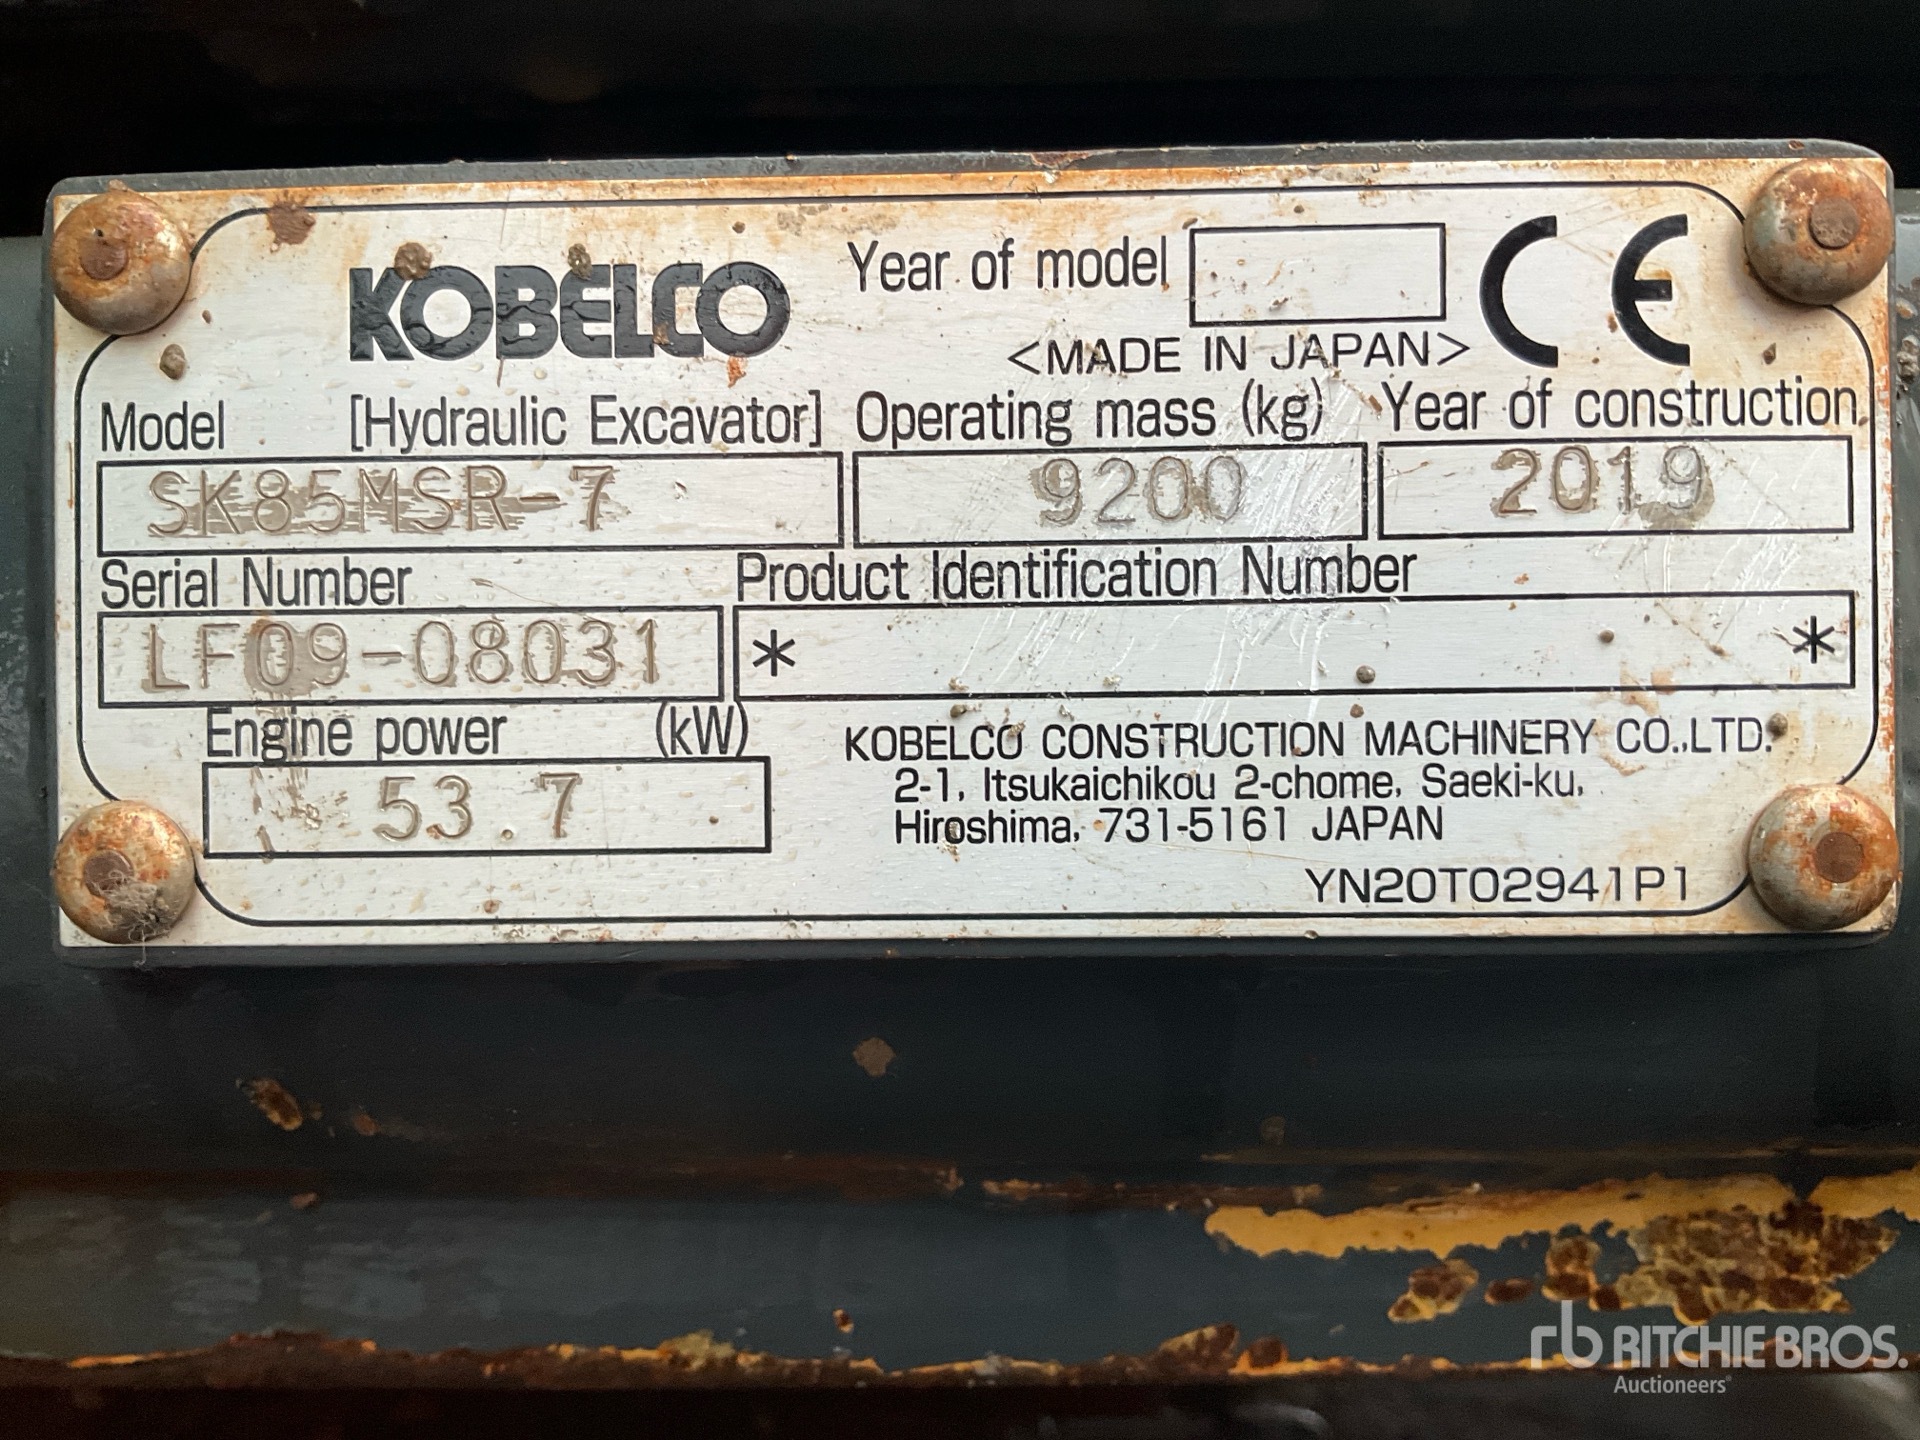 KOBELCO
Year of model
<MADE IN JAPAN>
CE
Model [Hydraulic Excavator] Operating mass (kg) Year of construction
SK85MSR-7 9200 2019
Serial Number Product Identification Number
LF09-08031 * *
Engine power (kW)
53.7
KOBELCO CONSTRUCTION MACHINERY CO.,LTD.
2-1, Itsukaichikou 2-chome, Saeki-ku,
Hiroshima, 731-5161 JAPAN
YN20T02941P1
rb RITCHIE BROS.
Auctioneers